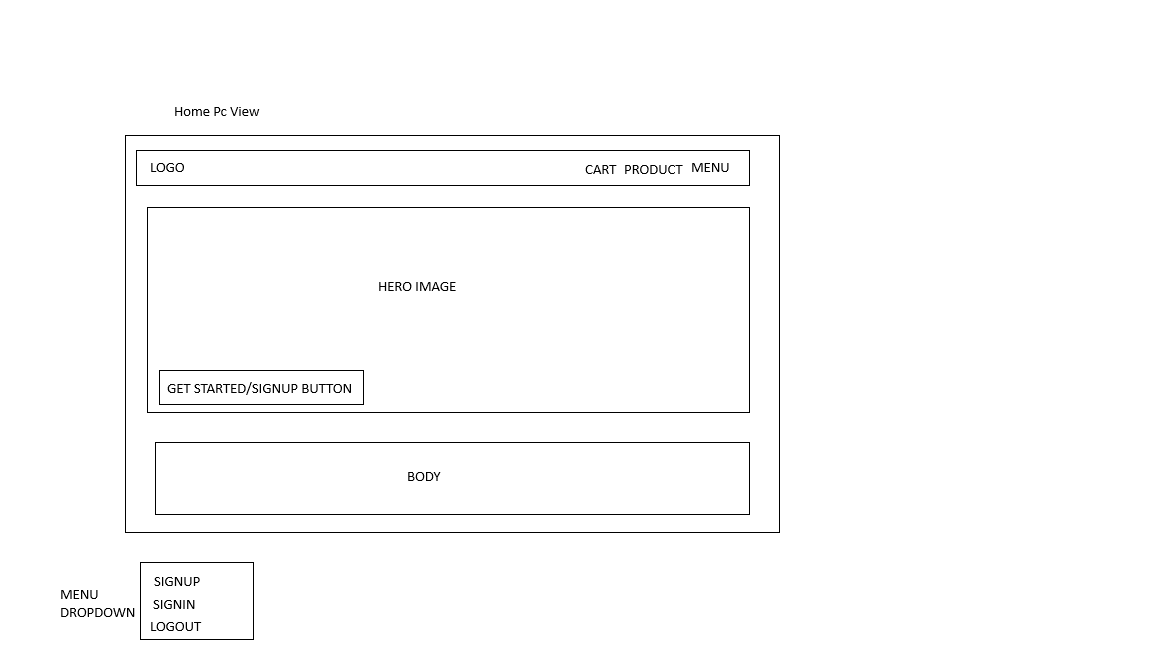 Home Pc View
LOGO CART PRODUCT MENU
HERO IMAGE
GET STARTED/SIGNUP BUTTON
BODY
MENU
DROPDOWN
SIGNUP
SIGNIN
LOGOUT